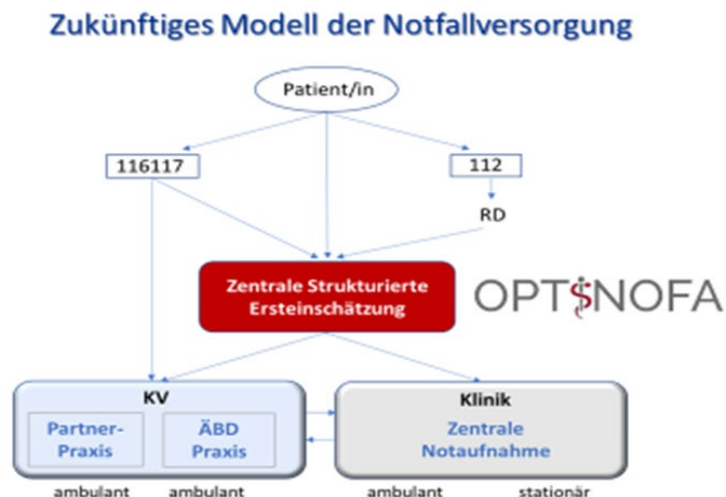 Zukünftiges Modell der Notfallversorgung
Patient/in
116117
112
RD
Zentrale Strukturierte
Ersteinschätzung
OPTINOFA
KV
Partner-
Praxis
ÄBD
Praxis
Klinik
Zentrale
Notaufnahme
ambulant
ambulant
ambulant
stationär